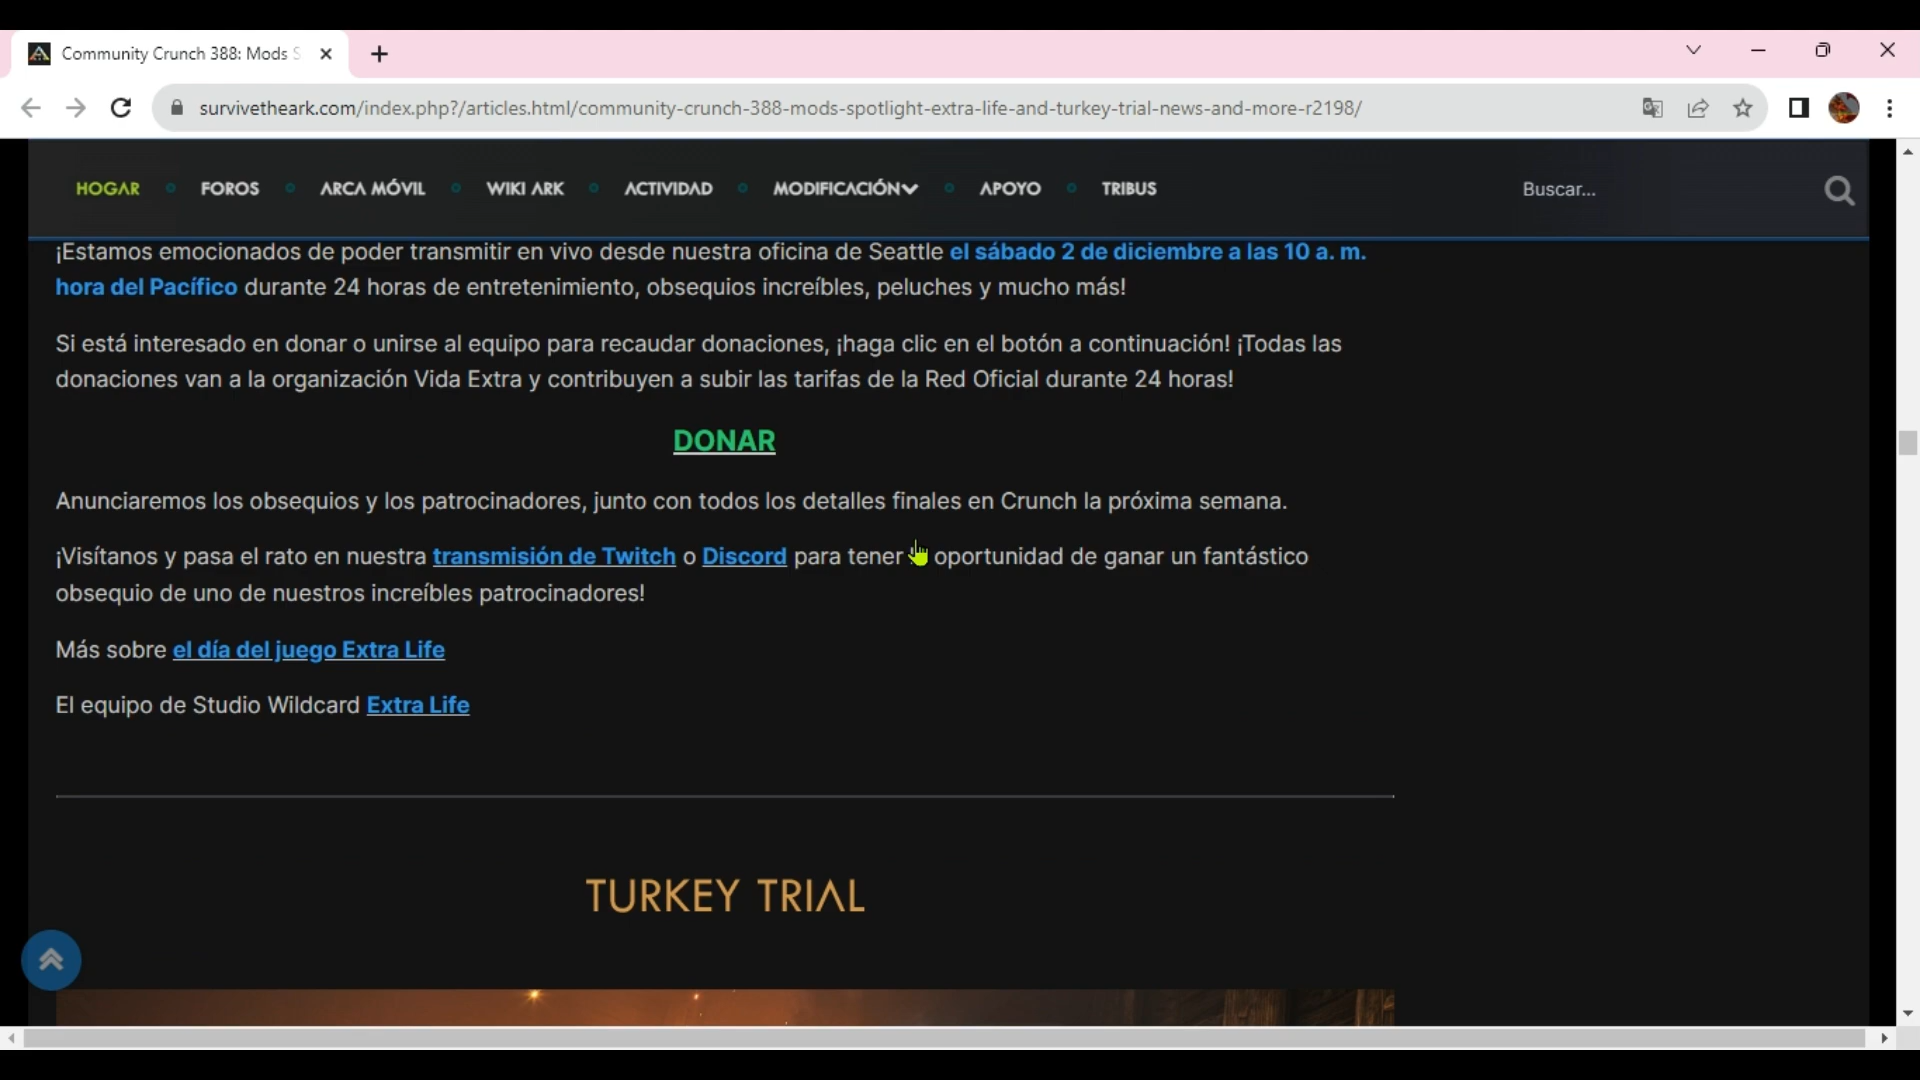 Community Crunch 388: Mods S
survivetheark.com/index.php?/articles.html/community-crunch-388-mods-spotlight-extra-life-and-turkey-trial-news-and-more-r2198/
HOGAR FOROS ARCA MÓVIL WIKI ARK ACTIVIDAD MODIFICACIÓN APOYO TRIBUS Buscar...
¡Estamos emocionados de poder transmitir en vivo desde nuestra oficina de Seattle el sábado 2 de diciembre a las 10 a. m.
hora del Pacífico durante 24 horas de entretenimiento, obsequios increíbles, peluches y mucho más!
Si está interesado en donar o unirse al equipo para recaudar donaciones, ¡haga clic en el botón a continuación! ¡Todas las
donaciones van a la organización Vida Extra y contribuyen a subir las tarifas de la Red Oficial durante 24 horas!
DONAR
Anunciaremos los obsequios y los patrocinadores, junto con todos los detalles finales en Crunch la próxima semana.
¡Visítanos y pasa el rato en nuestra transmisión de Twitch o Discord para tener oportunidad de ganar un fantástico
obsequio de uno de nuestros increíbles patrocinadores!
Más sobre el día del juego Extra Life
El equipo de Studio Wildcard Extra Life
TURKEY TRIAL